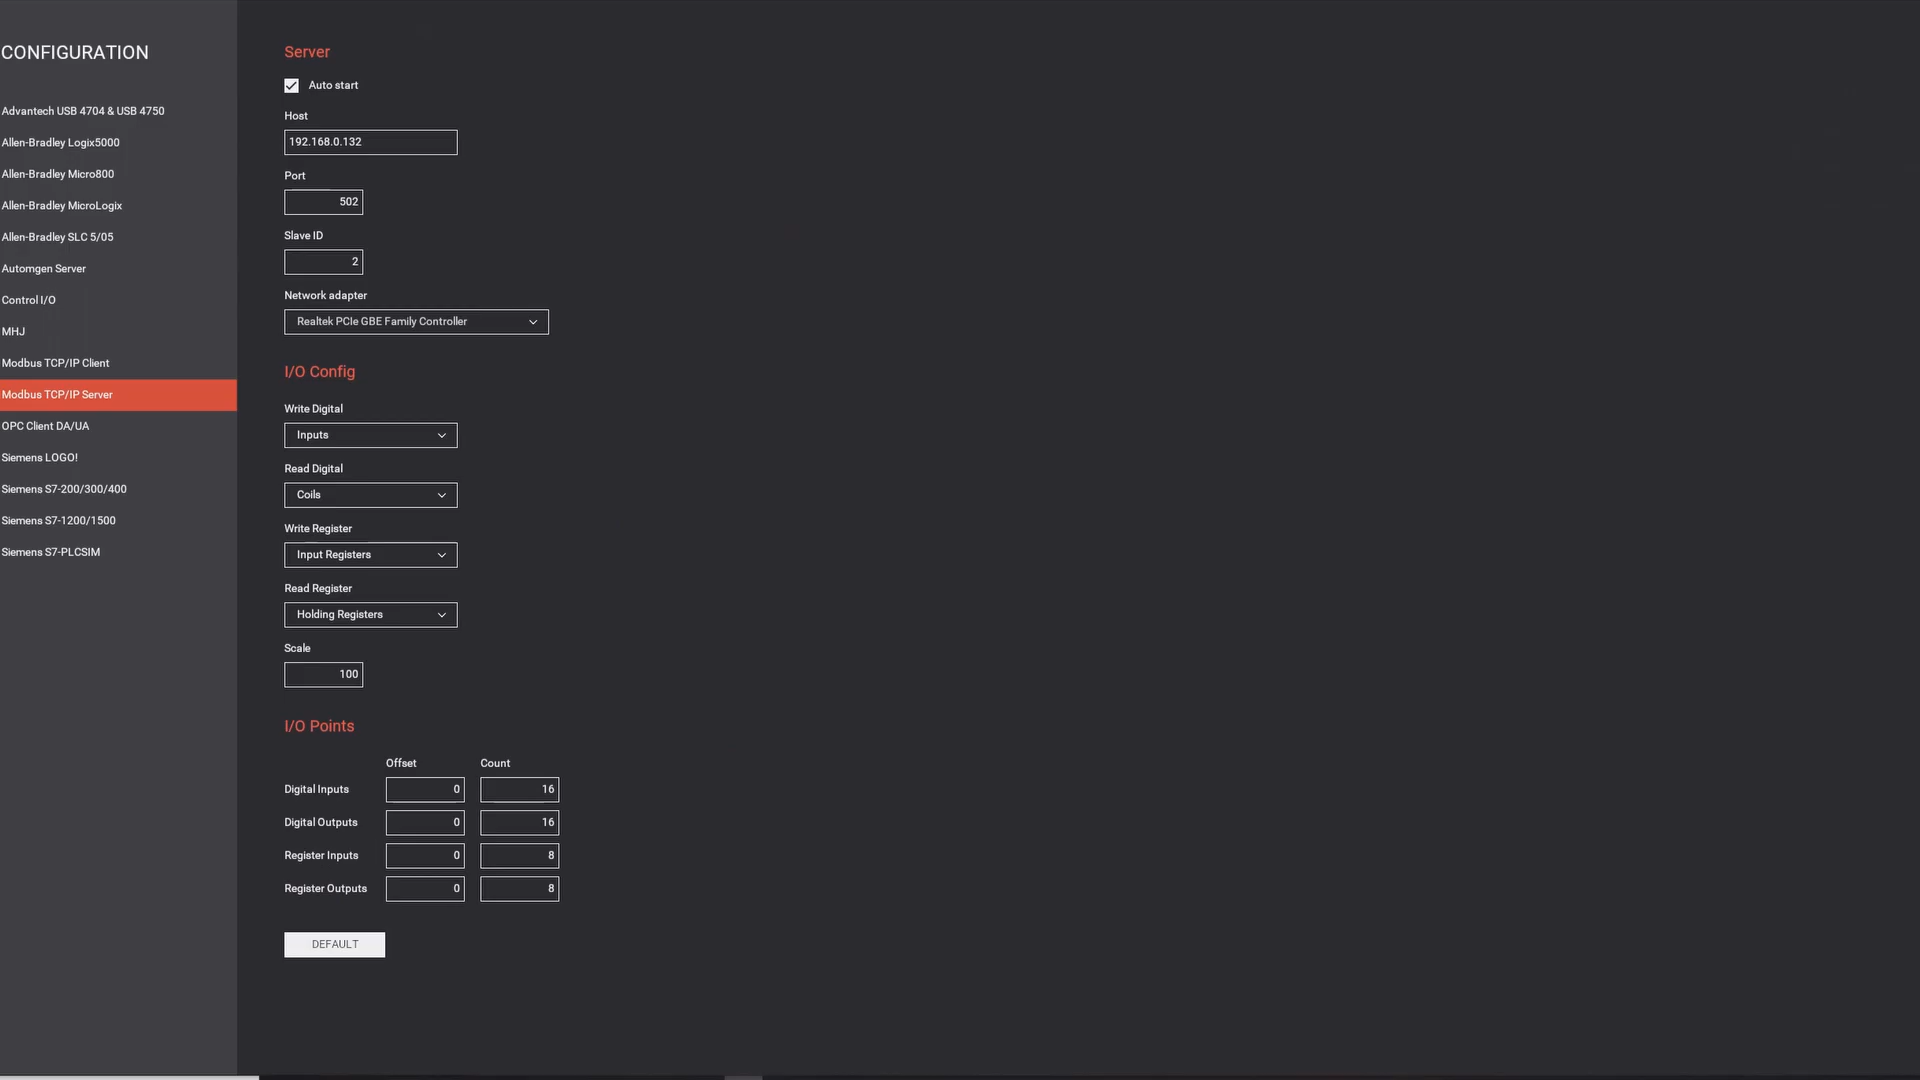 CONFIGURATION
Advantech USB 4704 & USB 4750
Allen-Bradley Logix5000
Allen-Bradley Micro800
Allen-Bradley MicroLogix
Allen-Bradley SLC 5/05
Automgen Server
Control I/O
MHJ
Modbus TCP/IP Client
Modbus TCP/IP Server
OPC Client DA/UA
Siemens LOGO!
Siemens S7-200/300/400
Siemens S7-1200/1500
Siemens S7-PLCSIM
Server
Auto start
Host
192.168.0.132
Port
502
Slave ID
2
Network adapter
Realtek PCIe GBE Family Controller
I/O Config
Write Digital
Inputs
Read Digital
Coils
Write Register
Input Registers
Read Register
Holding Registers
Scale
100
I/O Points
Offset Count
Digital Inputs 0 16
Digital Outputs 0 16
Register Inputs 0 8
Register Outputs 0 8
DEFAULT